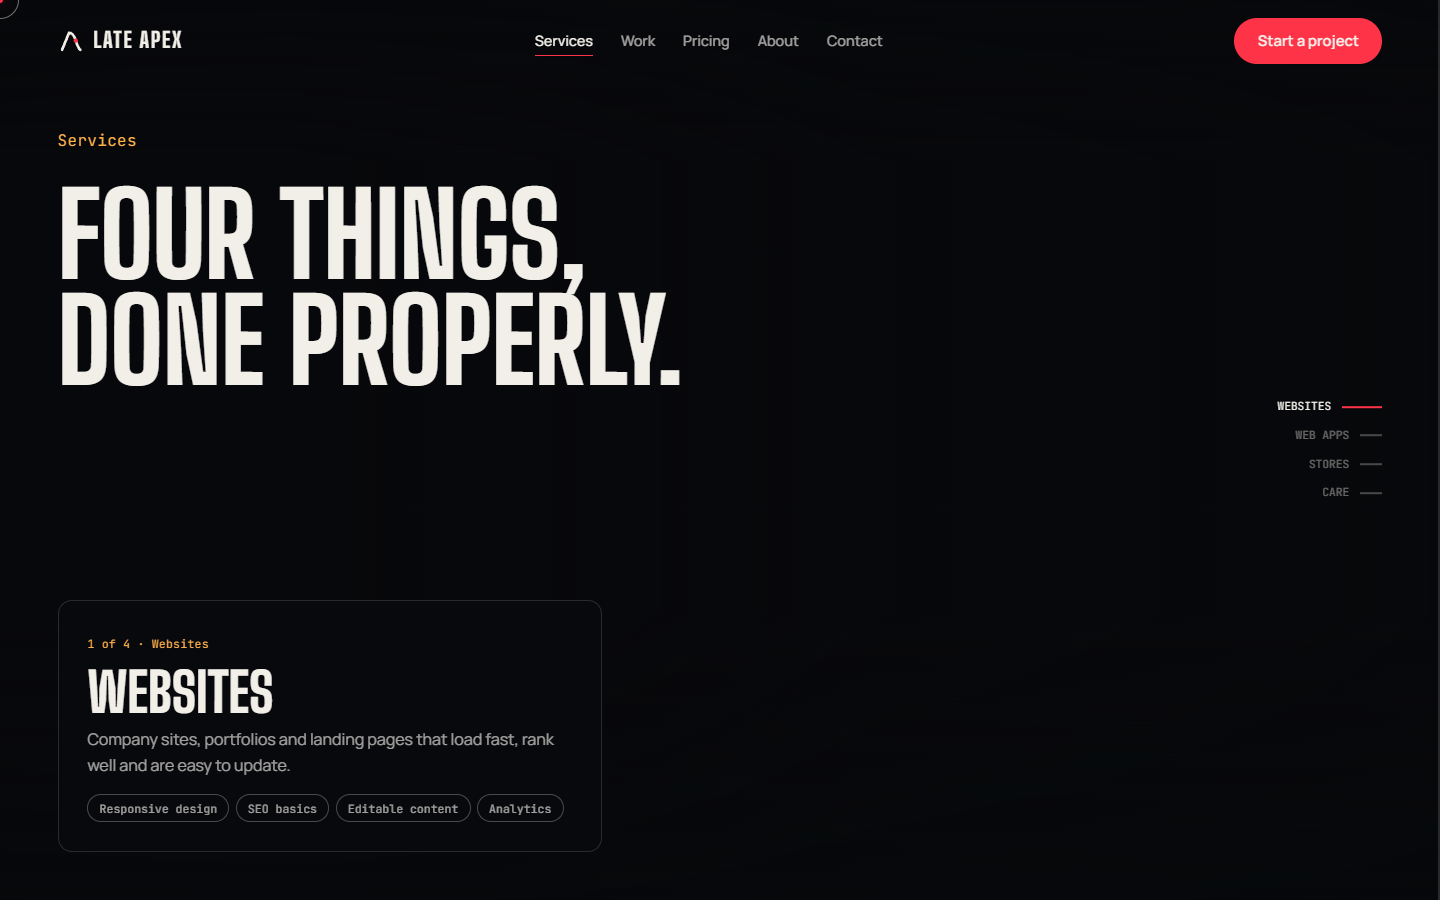 LATE APEX
Services
Work
Pricing
About
Contact
Start a project
Services
FOUR THINGS,
DONE PROPERLY.
WEBSITES
WEB APPS
STORES
CARE
1 of 4 · Websites
WEBSITES
Company sites, portfolios and landing pages that load fast, rank
well and are easy to update.
Responsive design
SEO basics
Editable content
Analytics